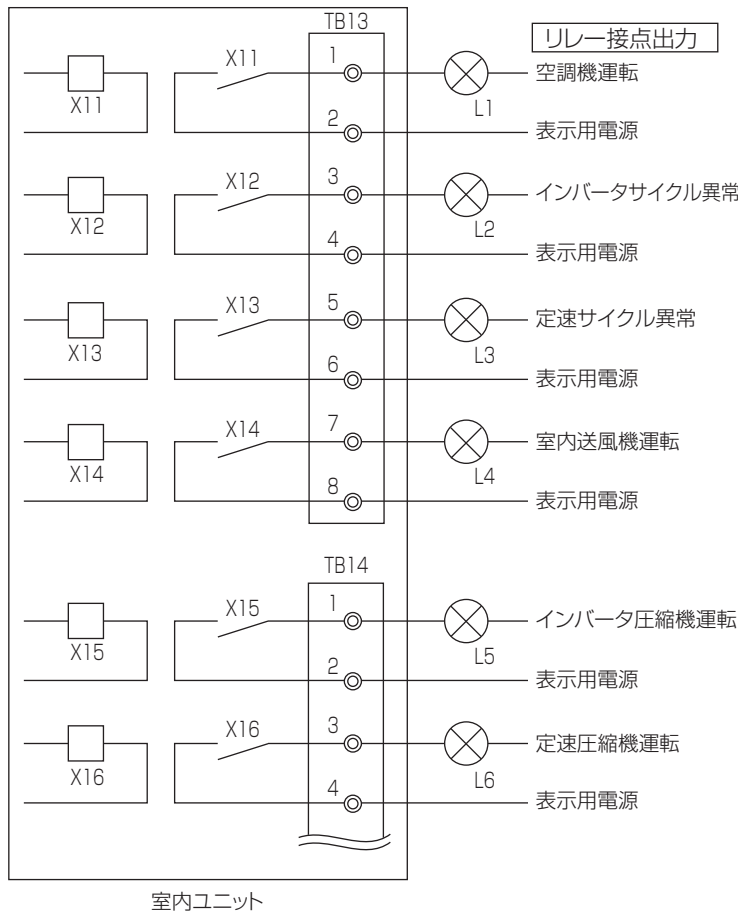 TB13
リレー接点出力
X11
X11
1
L1
空調機運転
2
表示用電源
X12
X12
3
L2
インバータサイクル異常
4
表示用電源
X13
X13
5
L3
定速サイクル異常
6
表示用電源
X14
X14
7
L4
室内送風機運転
8
表示用電源
TB14
X15
X15
1
L5
インバータ圧縮機運転
2
表示用電源
X16
X16
3
L6
定速圧縮機運転
4
表示用電源
室内ユニット